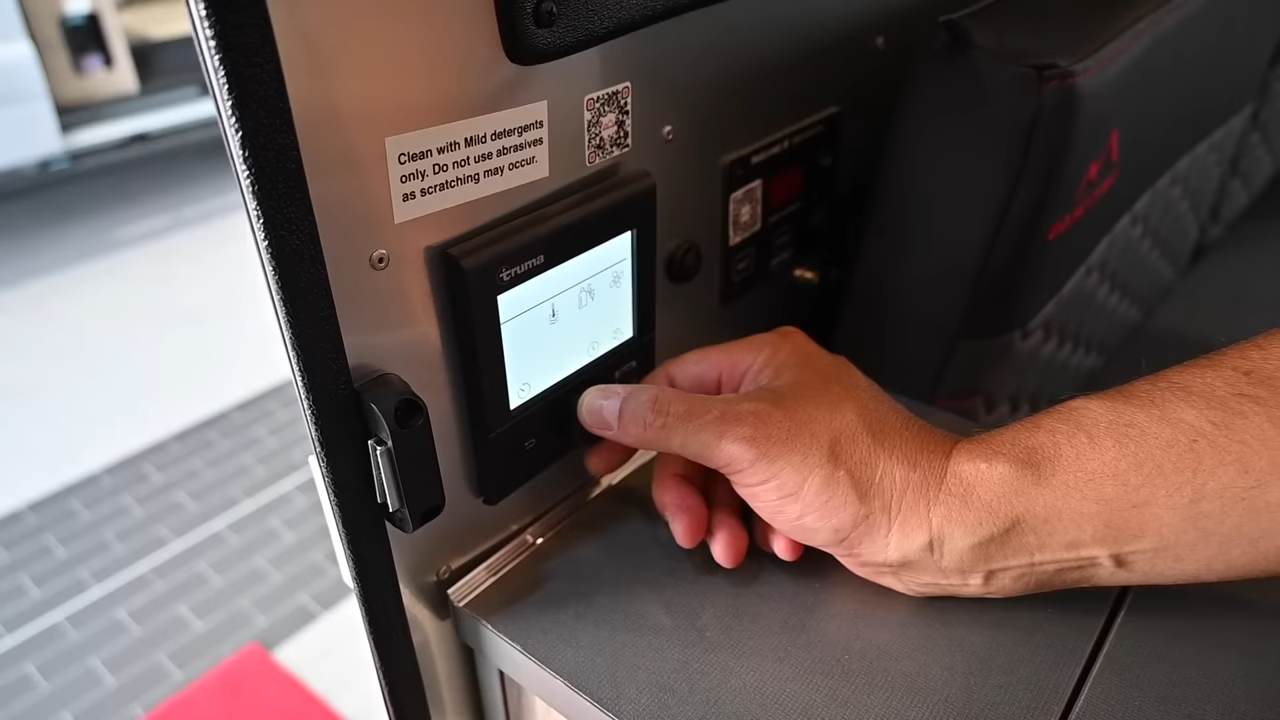 Clean with Mild detergents
only. Do not use abrasives
as scratching may occur.
truma